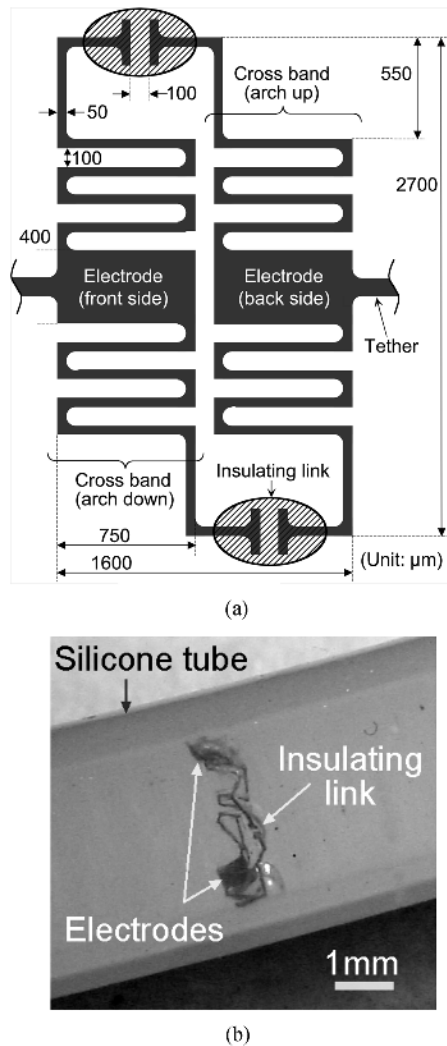 100
50
Cross band
(arch up)
550
100
2700
400
Electrode
(front side)
Electrode
(back side)
Tether
Cross band
(arch down)
Insulating link
750
1600
(Unit: µm)
(a)
Silicone tube
Insulating
link
Electrodes
1mm
(b)